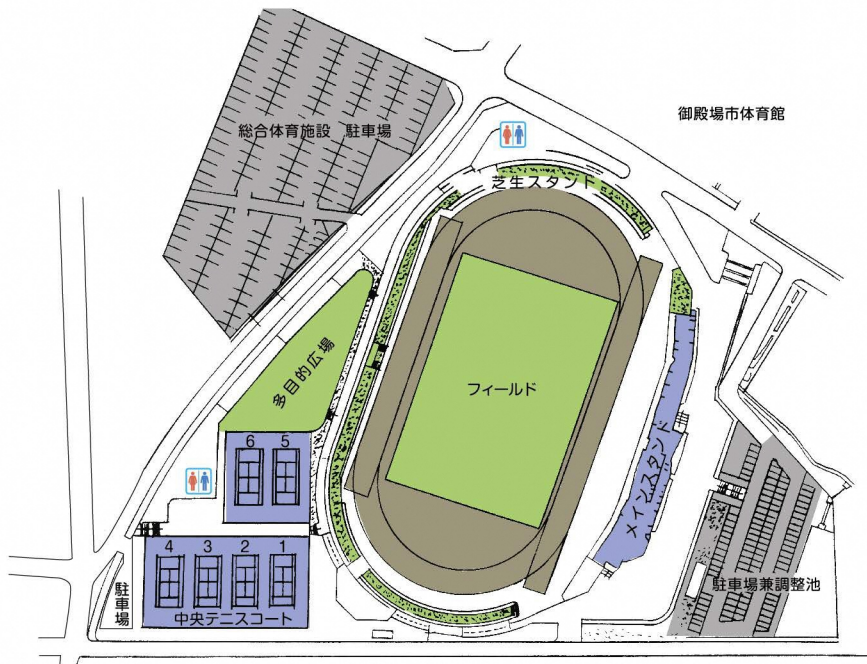 御殿場市体育館
総合体育施設 駐車場
芝生スタンド
多目的広場
フィールド
メインスタンド
6 5
4 3 2 1
中央テニスコート
駐車場
駐車場兼調整池